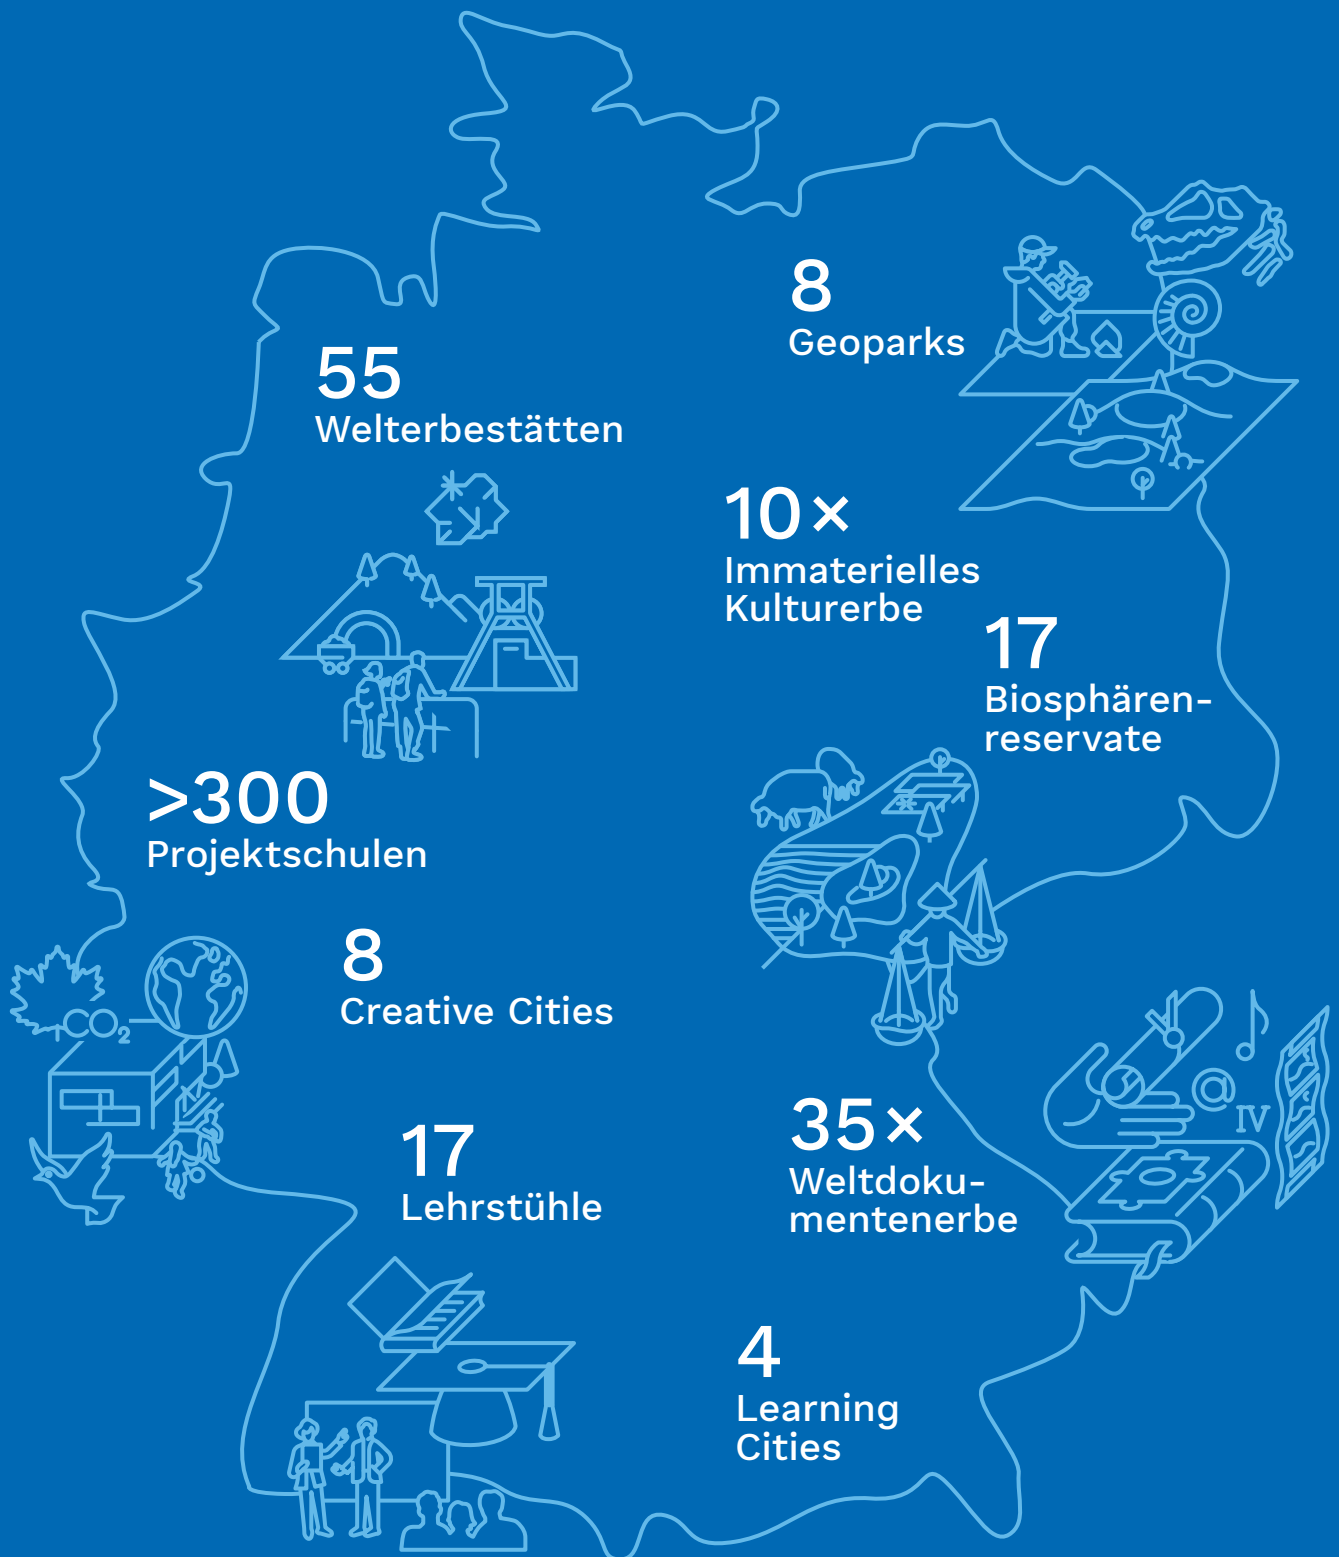 8
Geoparks
55
Welterbestätten
10×
Immaterielles
Kulturerbe
17
Biosphären-
reservate
>300
Projektschulen
8
Creative Cities
CO₂
@
IV
35×
Weltdoku-
mentenerbe
17
Lehrstühle
4
Learning
Cities